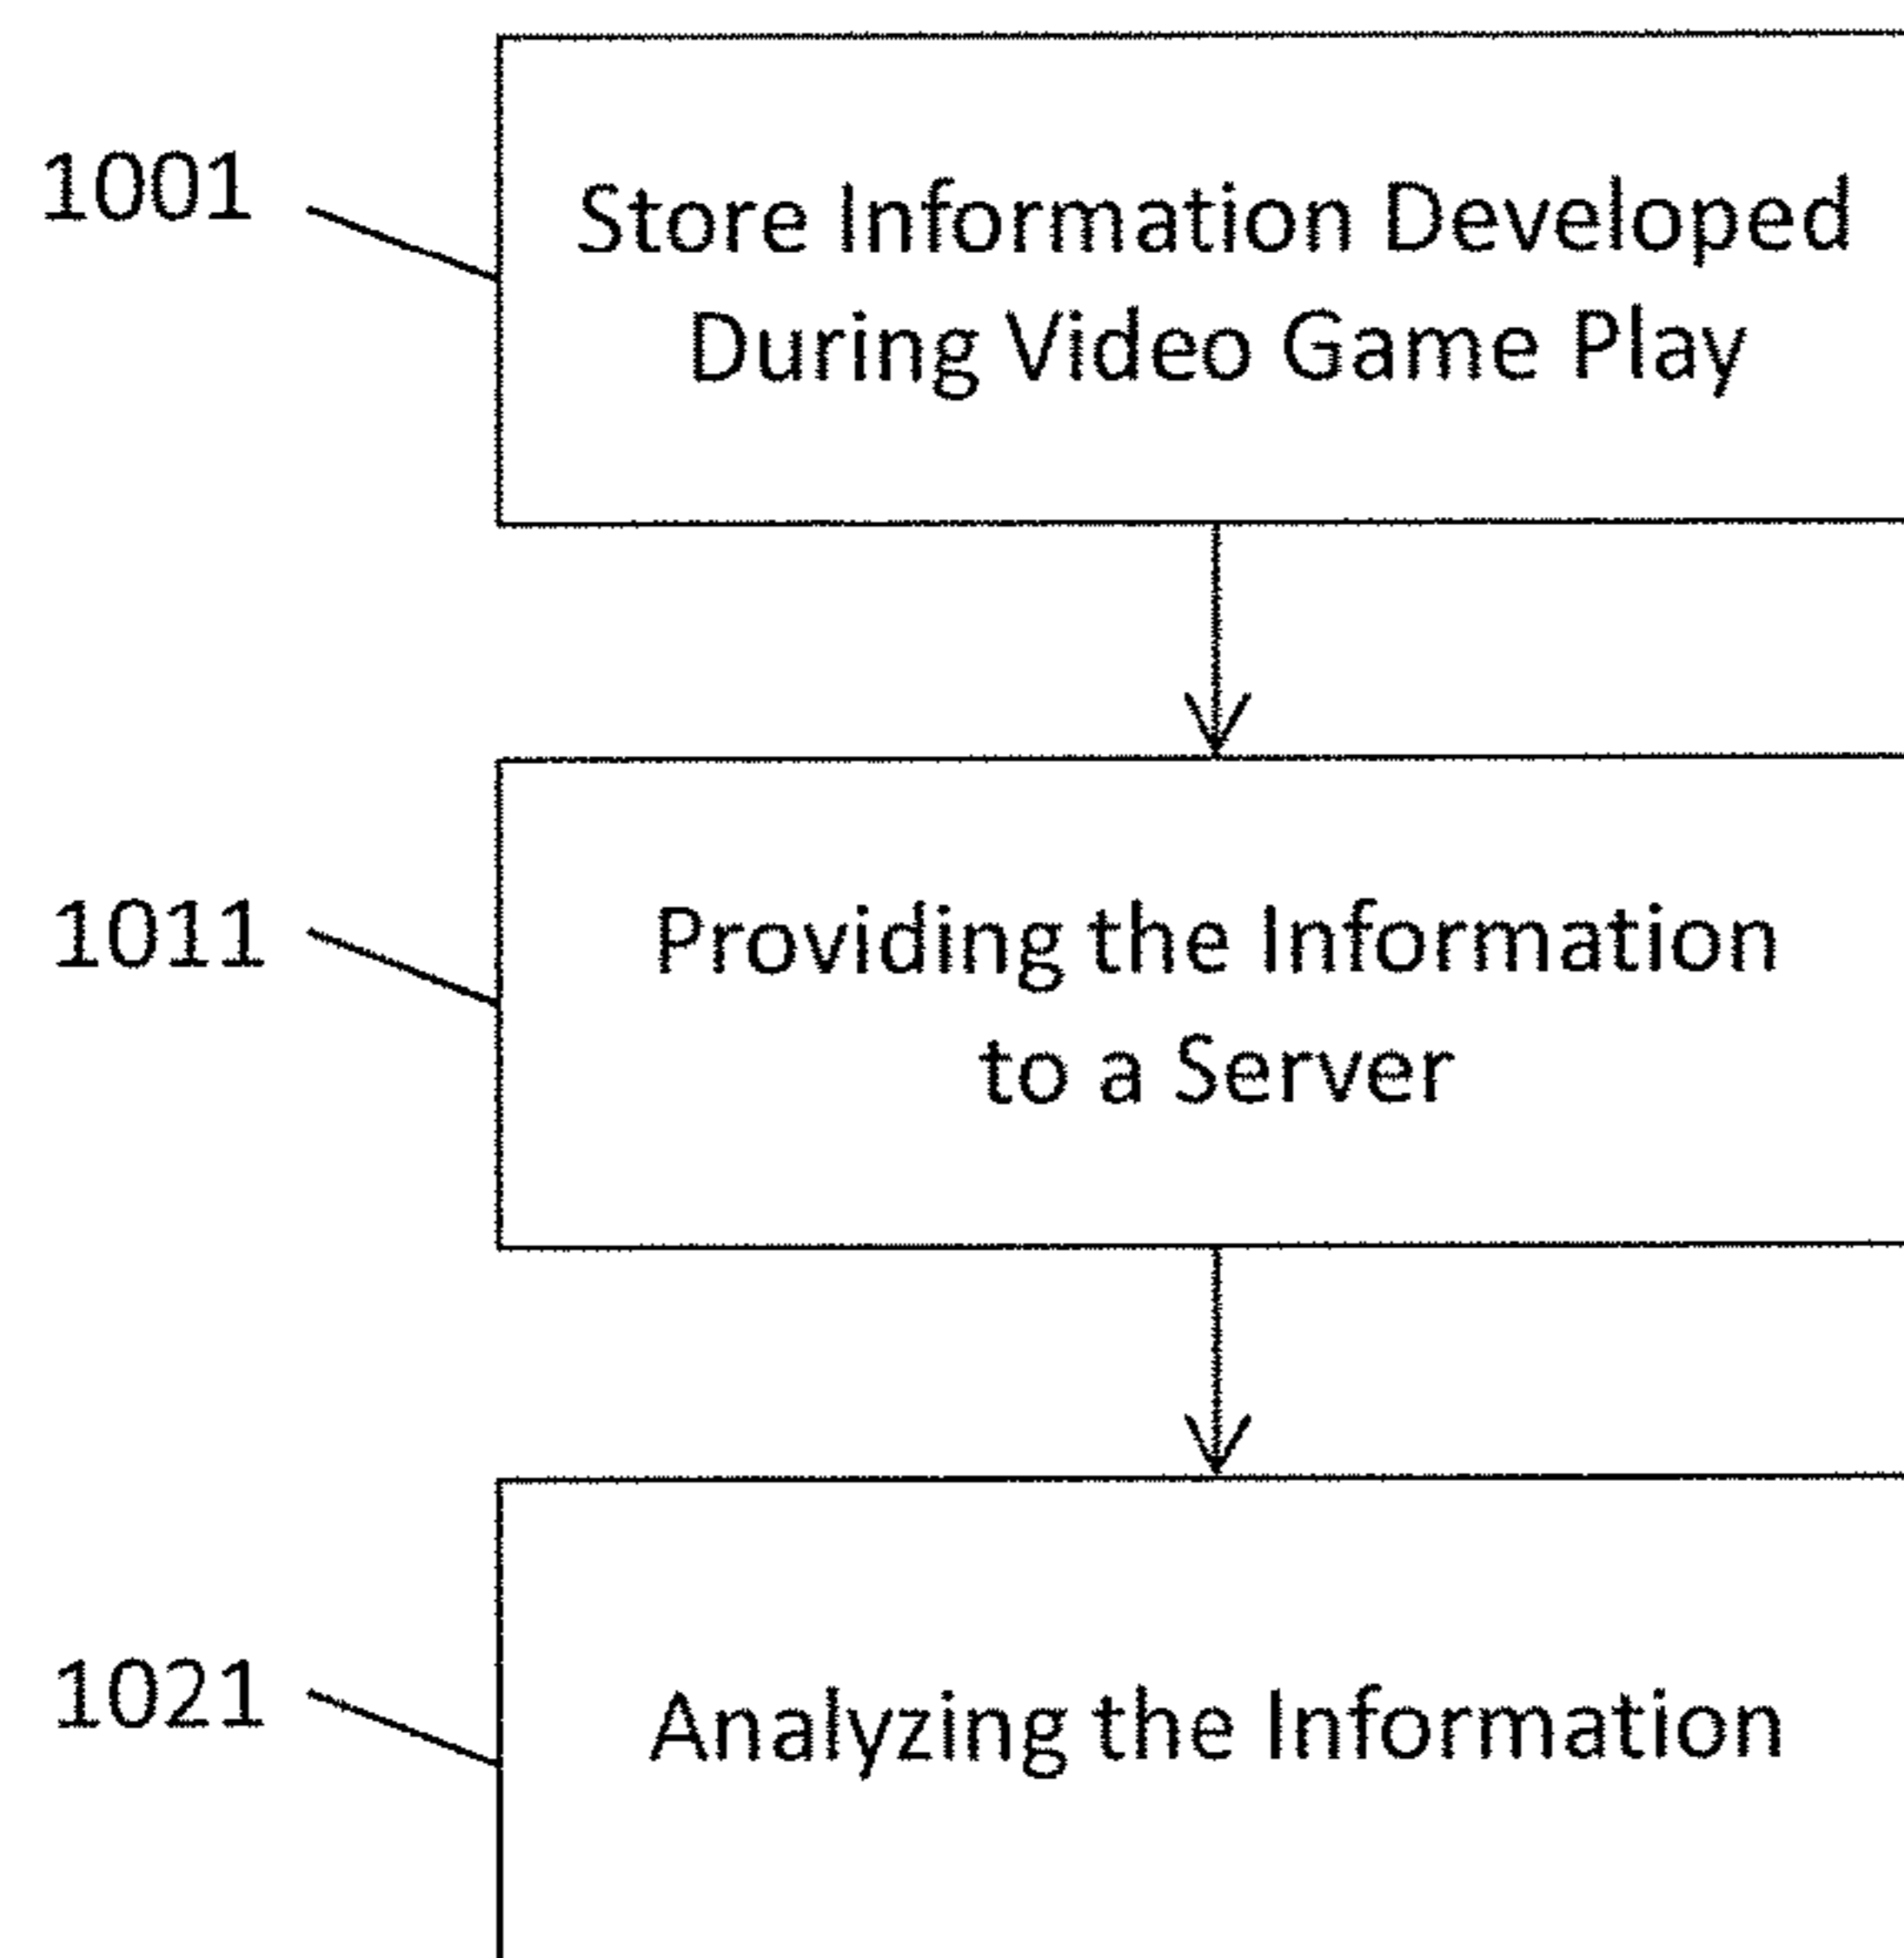 1001
Store Information Developed
During Video Game Play
1011
Providing the Information
to a Server
1021
Analyzing the Information